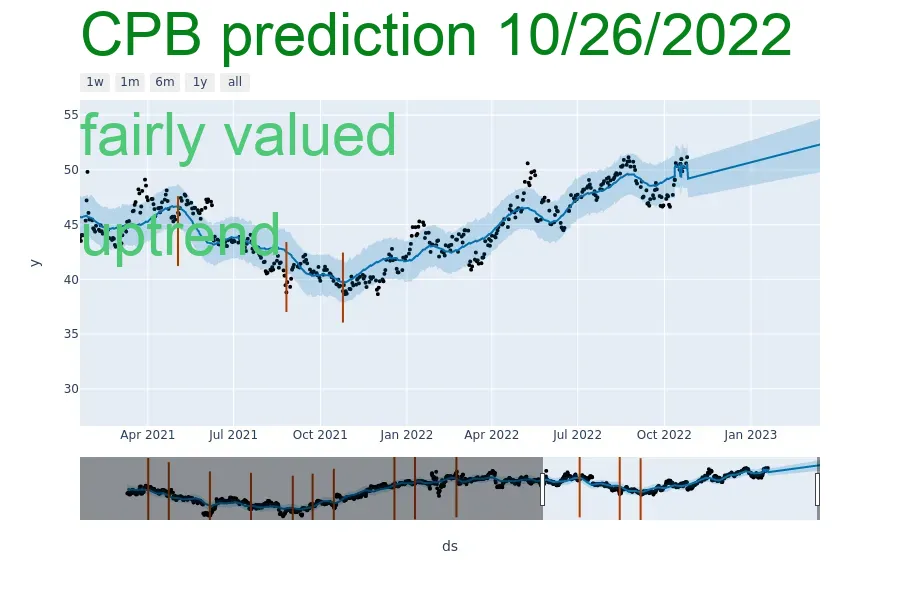 CPB prediction 10/26/2022
1w 1m 6m 1y all
55
fairly valued
50
45
uptrend
y
40
35
30
Apr 2021 Jul 2021 Oct 2021 Jan 2022 Apr 2022 Jul 2022 Oct 2022 Jan 2023
ds